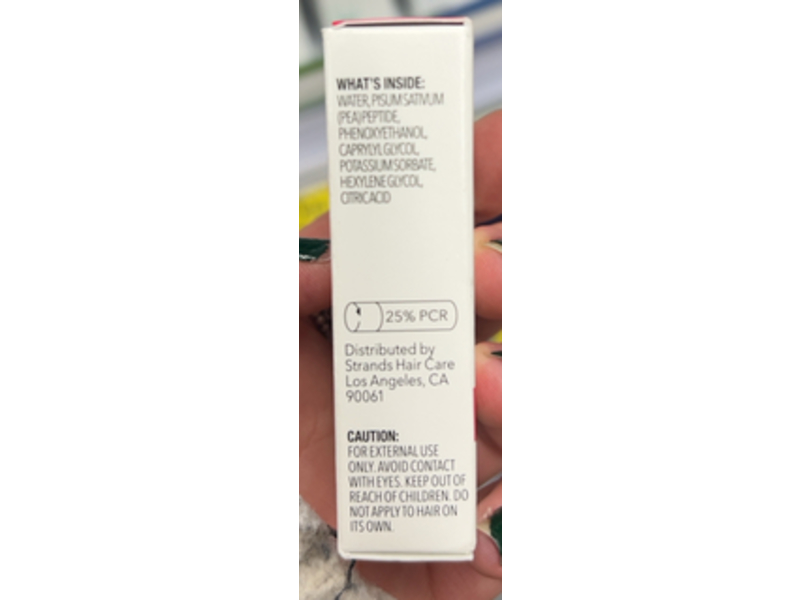 WHAT'S INSIDE:
WATER, PISUM SATIVUM
(PEA) PEPTIDE,
PHENOXYETHANOL,
CAPRYLYL GLYCOL,
POTASSIUM SORBATE,
HEXYLENE GLYCOL,
CITRIC ACID
25% PCR
Distributed by
Strands Hair Care
Los Angeles, CA
90061
CAUTION:
FOR EXTERNAL USE
ONLY. AVOID CONTACT
WITH EYES. KEEP OUT OF
REACH OF CHILDREN. DO
NOT APPLY TO HAIR ON
ITS OWN.